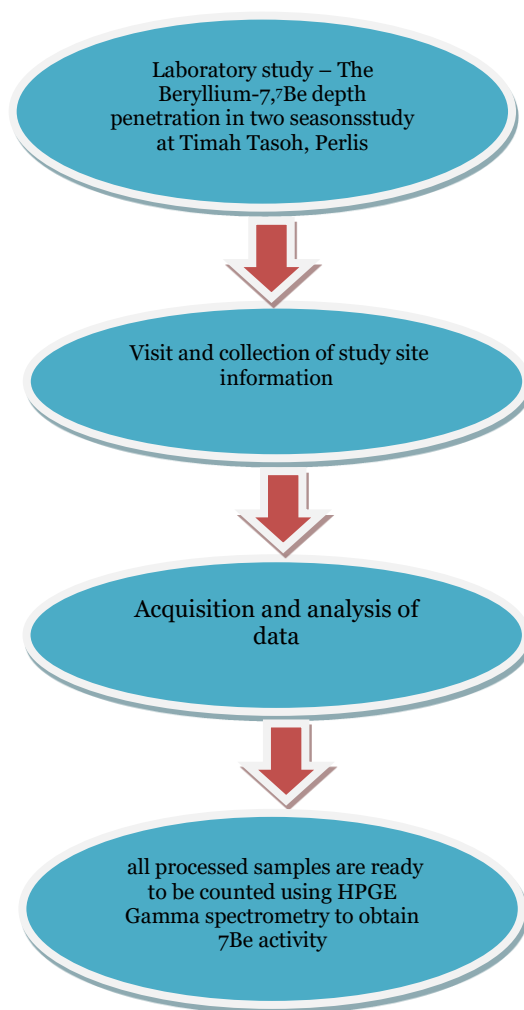 Laboratory study – The
Beryllium-7,⁷Be depth
penetration in two seasonsstudy
at Timah Tasoh, Perlis
Visit and collection of study site
information
Acquisition and analysis of
data
all processed samples are ready
to be counted using HPGE
Gamma spectrometry to obtain
7Be activity